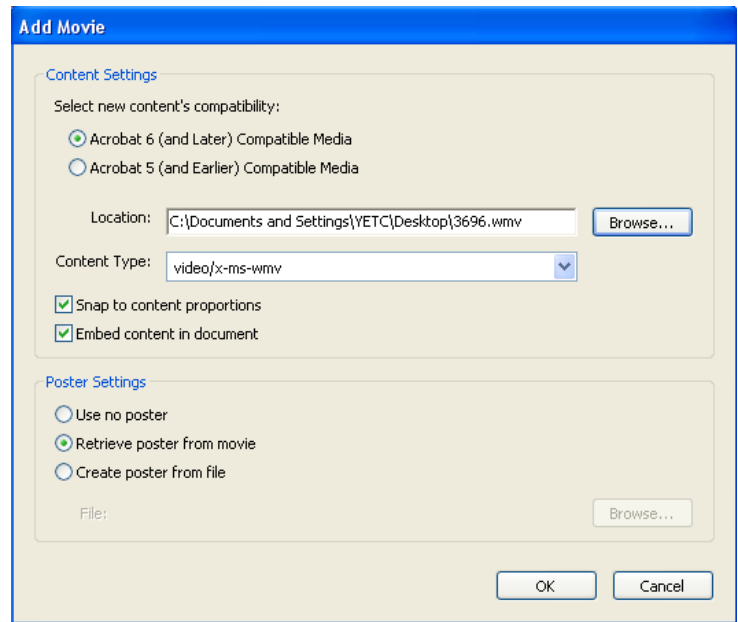 Add Movie
Content Settings
Select new content's compatibility:
Acrobat 6 (and Later) Compatible Media
Acrobat 5 (and Earlier) Compatible Media
Location: C:\Documents and Settings\YETC\Desktop\3696.wmv Browse...
Content Type: video/x-ms-wmv
Snap to content proportions
Embed content in document
Poster Settings
Use no poster
Retrieve poster from movie
Create poster from file
File: Browse...
OK Cancel